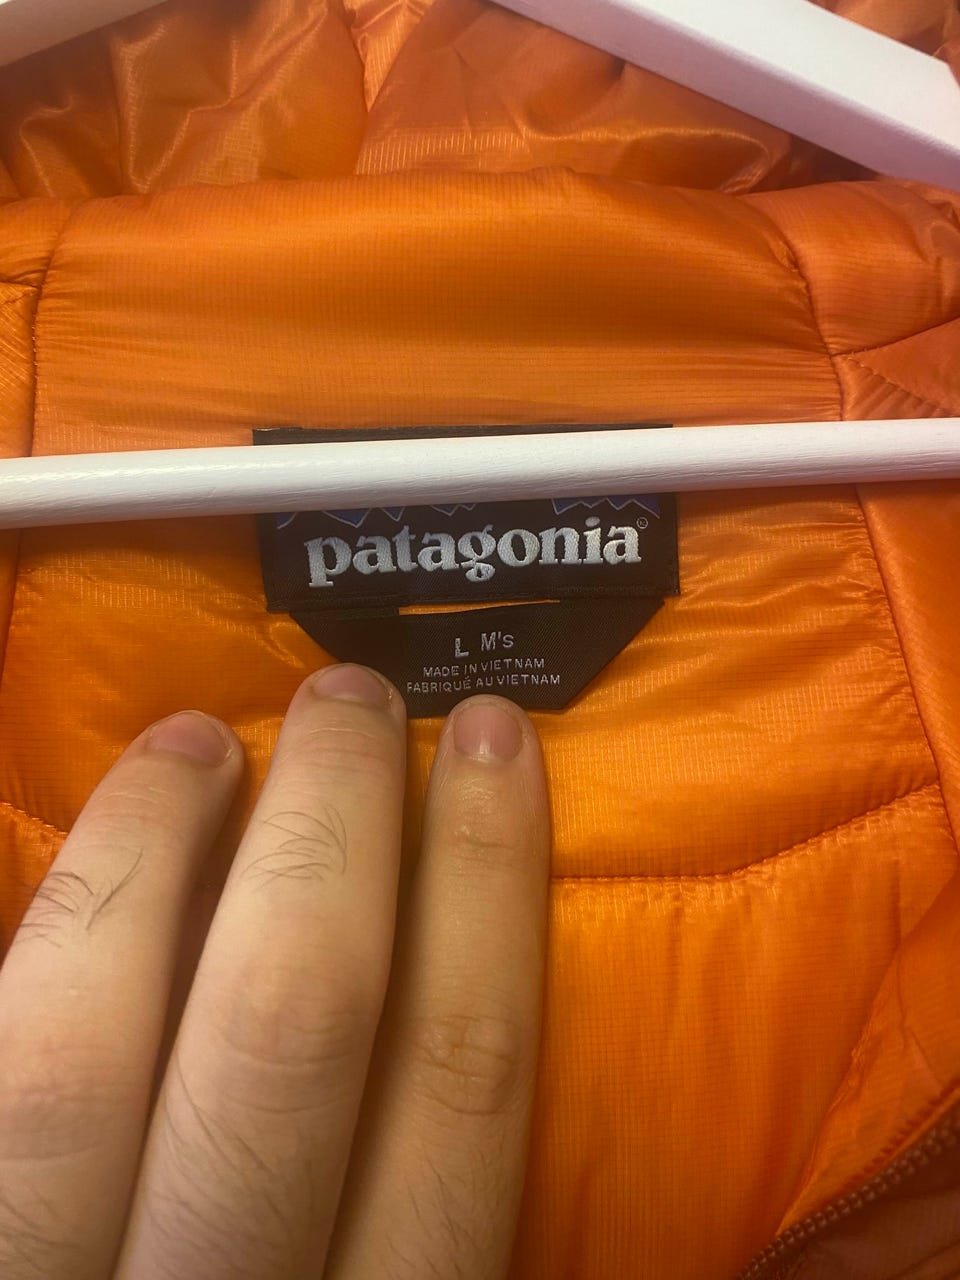 patagonia®
L M's
MADE IN VIETNAM
FABRIQUÉ AU VIETNAM